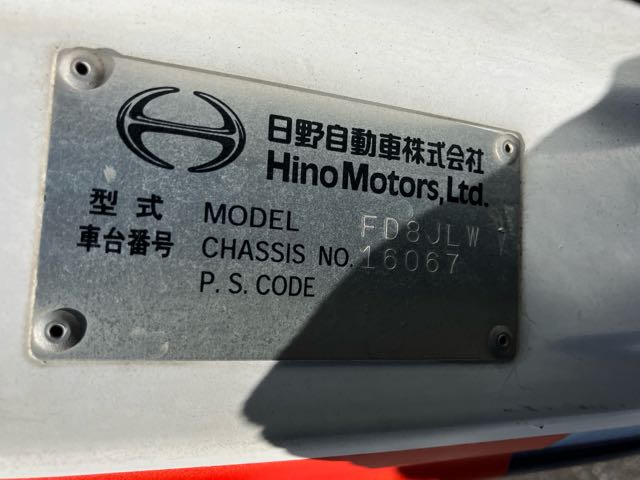 日野自動車株式会社
Hino Motors, Ltd.
型式 MODEL FD8JLW
車台番号 CHASSIS NO. 16067
P. S. CODE